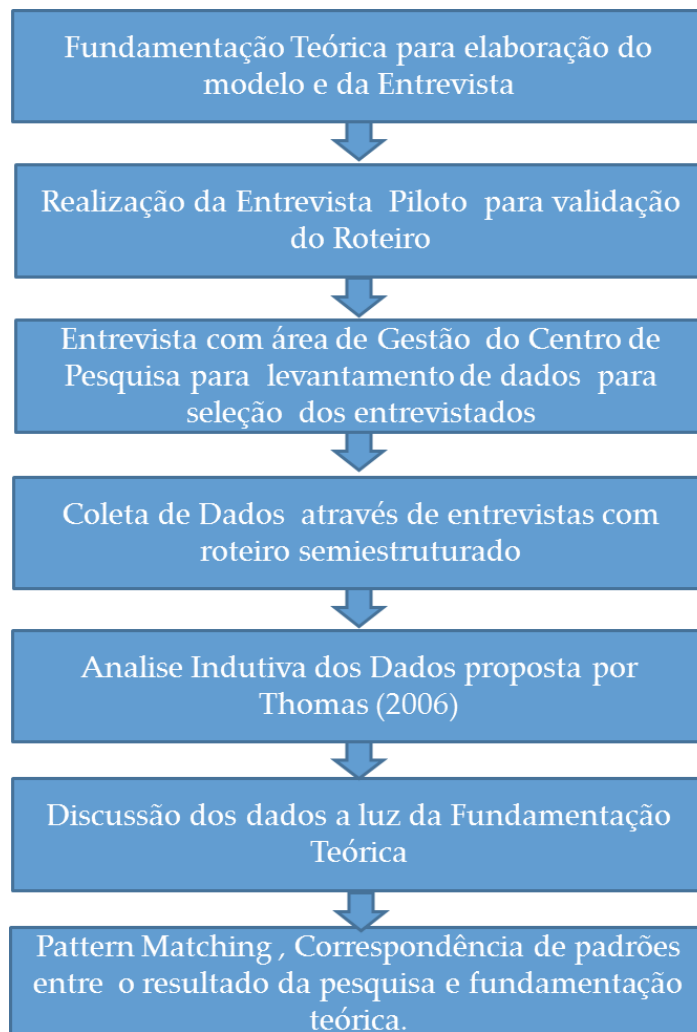 Fundamentação Teórica para elaboração do
modelo e da Entrevista
Realização da Entrevista Piloto para validação
do Roteiro
Entrevista com área de Gestão do Centro de
Pesquisa para levantamento de dados para
seleção dos entrevistados
Coleta de Dados através de entrevistas com
roteiro semiestruturado
Analise Indutiva dos Dados proposta por
Thomas (2006)
Discussão dos dados a luz da Fundamentação
Teórica
Pattern Matching , Correspondência de padrões
entre o resultado da pesquisa e fundamentação
teórica.